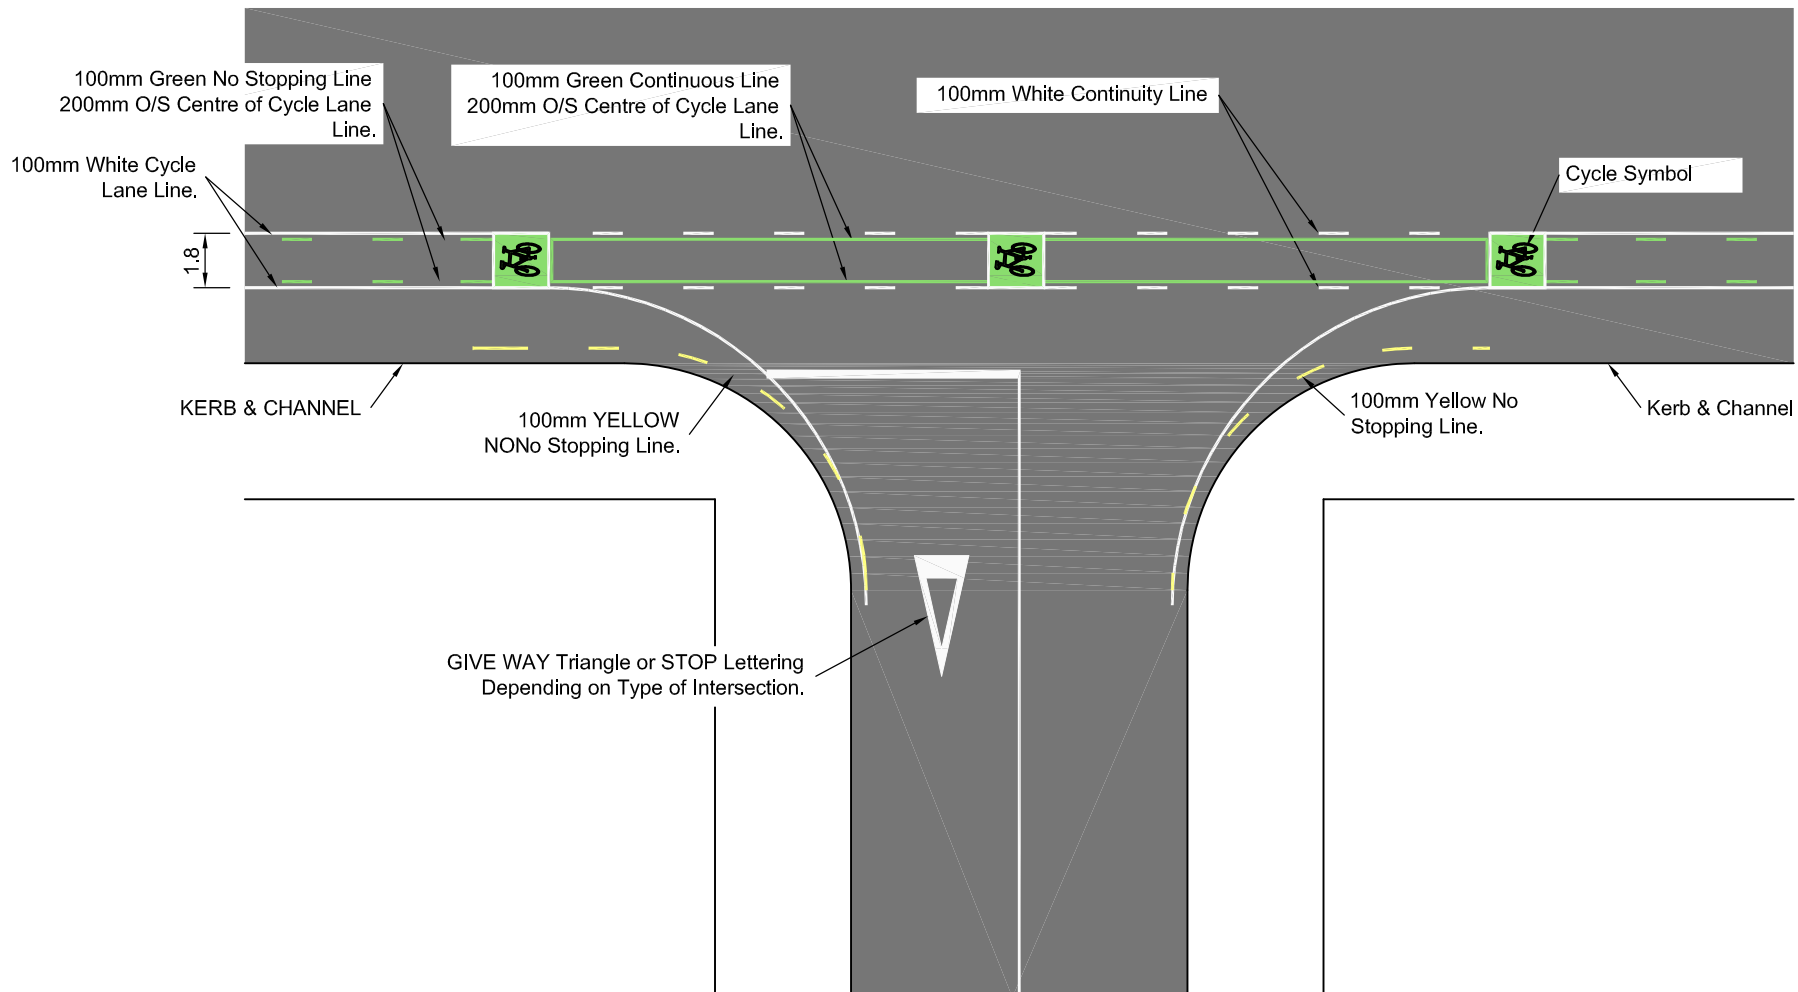 100mm Green No Stopping Line
200mm O/S Centre of Cycle Lane
Line.
100mm Green Continuous Line
200mm O/S Centre of Cycle Lane
Line.
100mm White Continuity Line
100mm White Cycle
Lane Line.
Cycle Symbol
1.8
KERB & CHANNEL
100mm YELLOW
NONo Stopping Line.
100mm Yellow No
Stopping Line.
Kerb & Channel
GIVE WAY Triangle or STOP Lettering
Depending on Type of Intersection.